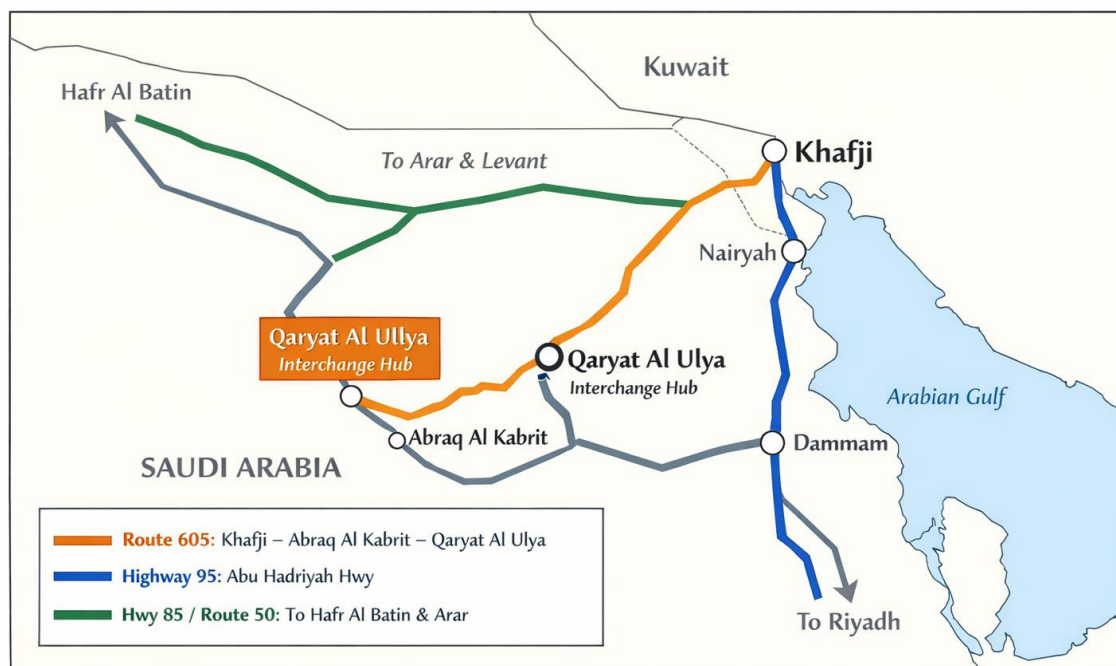 Kuwait
Hafr Al Batin
To Arar & Levant
Khafji
Nairyah
Qaryat Al Ullya
Interchange Hub
Qaryat Al Ulya
Interchange Hub
Arabian Gulf
Abraq Al Kabrit
Dammam
SAUDI ARABIA
Route 605: Khafji – Abraq Al Kabrit – Qaryat Al Ulya
Highway 95: Abu Hadriyah Hwy
Hwy 85 / Route 50: To Hafr Al Batin & Arar
To Riyadh